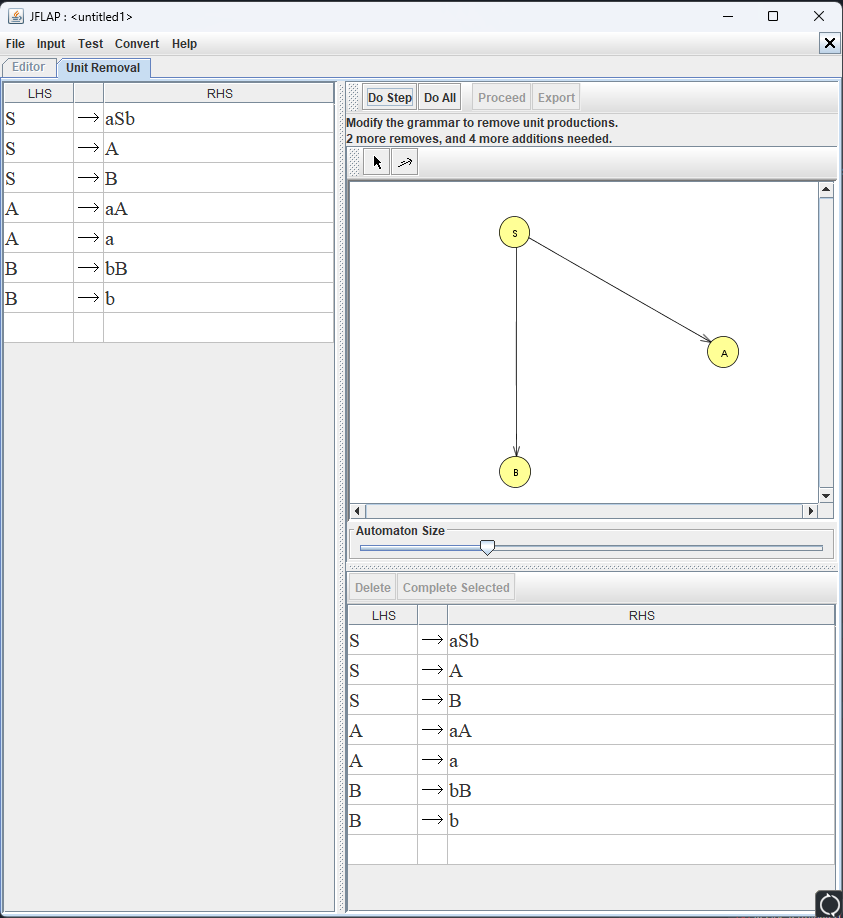 JFLAP : <untitled1>
File Input Test Convert Help
Editor Unit Removal
LHS RHS
S → aSb
S → A
S → B
A → aA
A → a
B → bB
B → b
Do Step Do All Proceed Export
Modify the grammar to remove unit productions.
2 more removes, and 4 more additions needed.
S
A
B
Automaton Size
Delete Complete Selected
LHS RHS
S → aSb
S → A
S → B
A → aA
A → a
B → bB
B → b